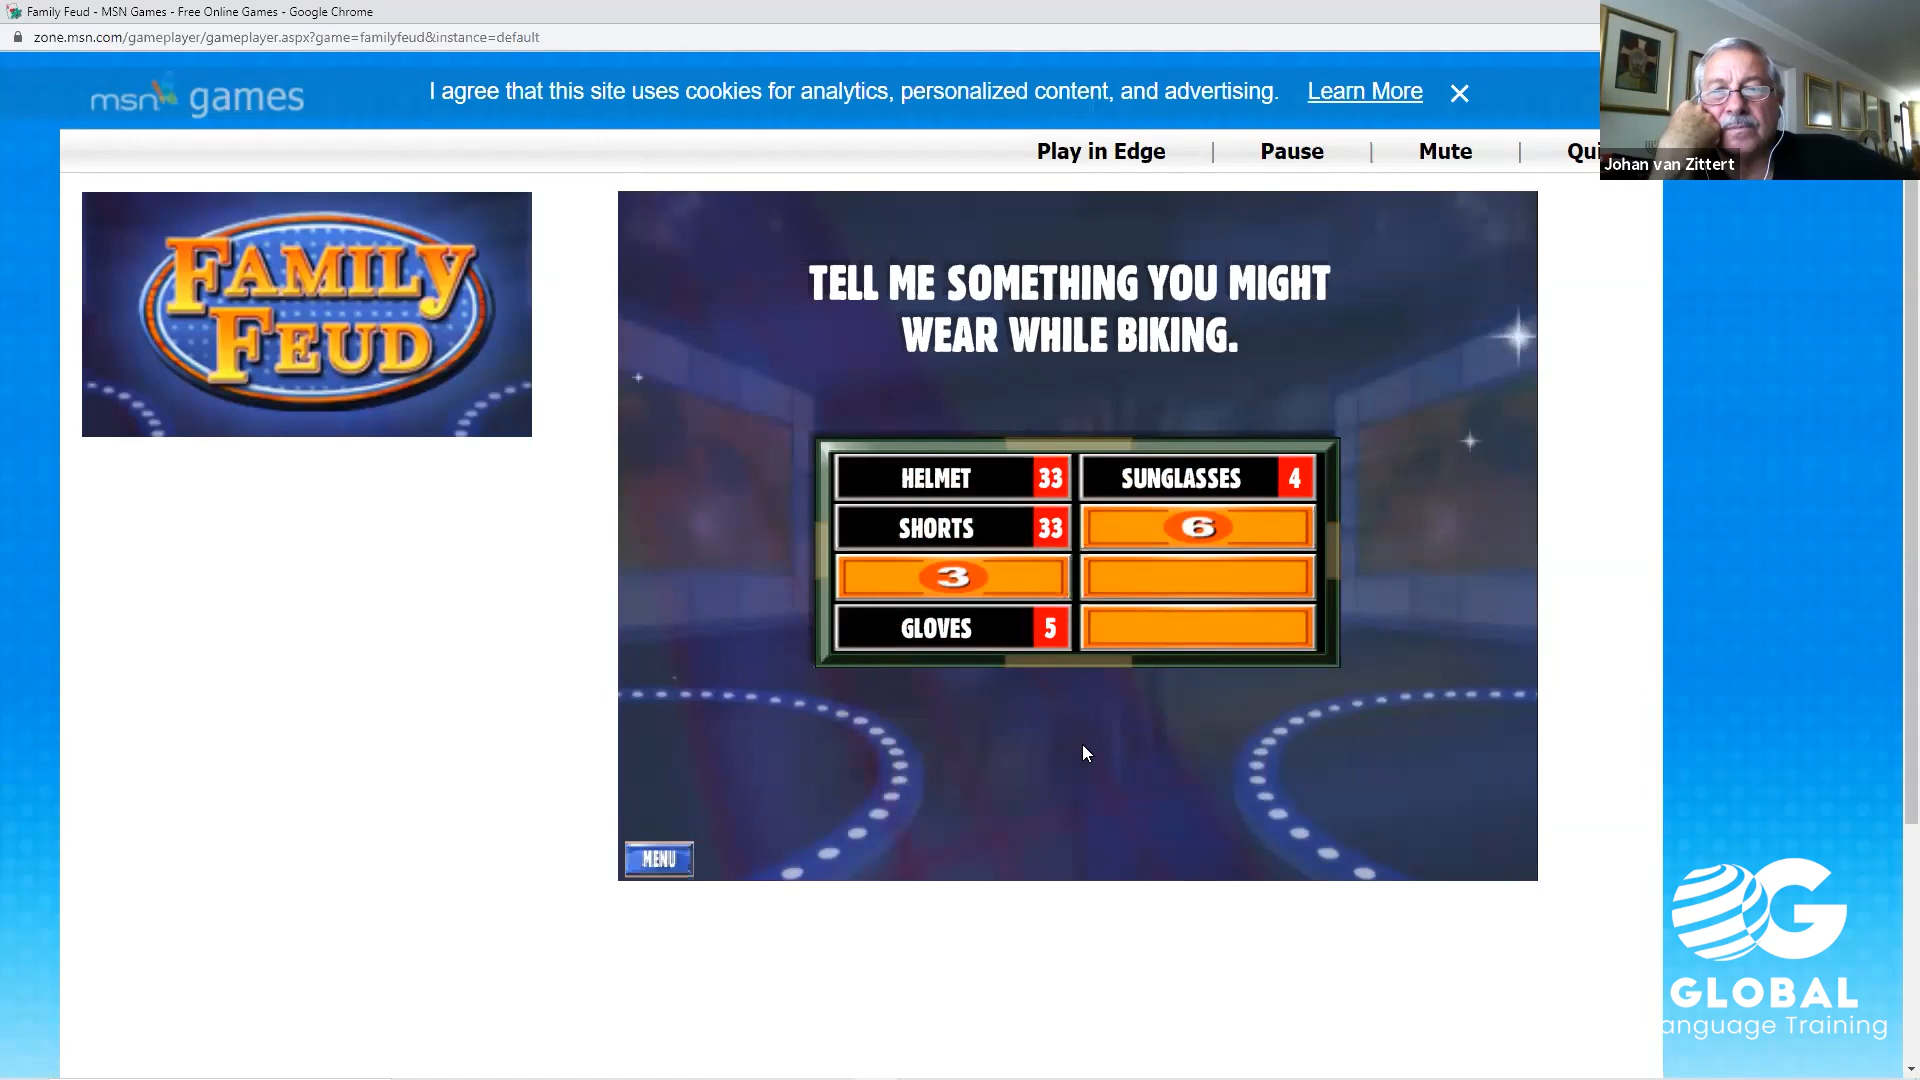 Family Feud - MSN Games - Free Online Games - Google Chrome
zone.msn.com/gameplayer/gameplayer.aspx?game=familyfeud&instance=default
msn games
I agree that this site uses cookies for analytics, personalized content, and advertising. Learn More
Play in Edge | Pause | Mute | Qui
Johan van Zittert
FAMILY
FEUD
TELL ME SOMETHING YOU MIGHT
WEAR WHILE BIKING.
HELMET 33
SHORTS 33
3
GLOVES 5
SUNGLASSES 4
6
MENU
G
GLOBAL
anguage Training